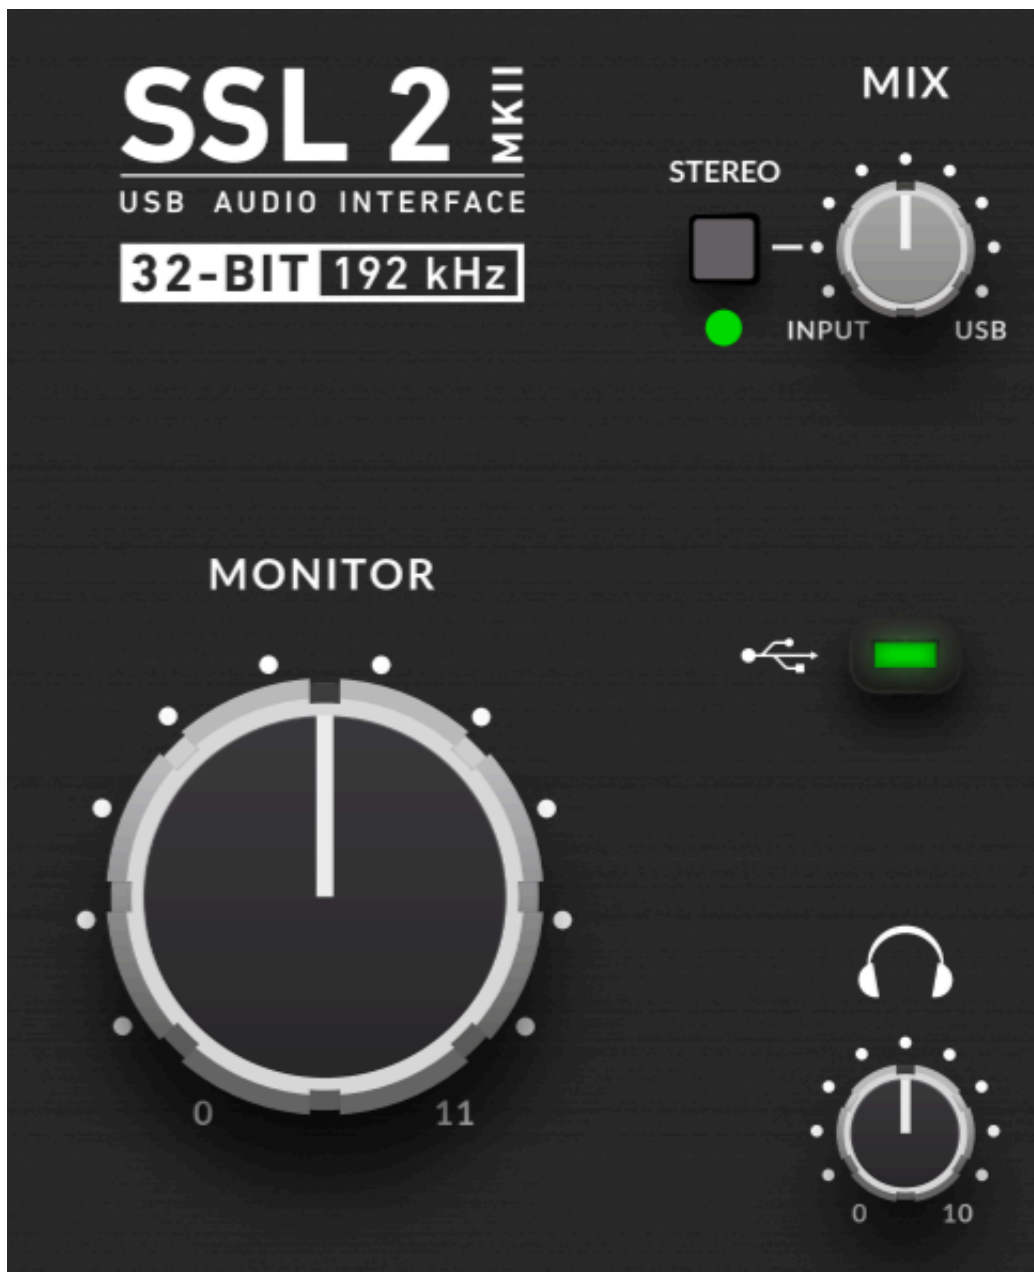 SSL 2 MKII
USB AUDIO INTERFACE
32-BIT 192 kHz
MIX
STEREO
INPUT USB
MONITOR
0 11
0 10